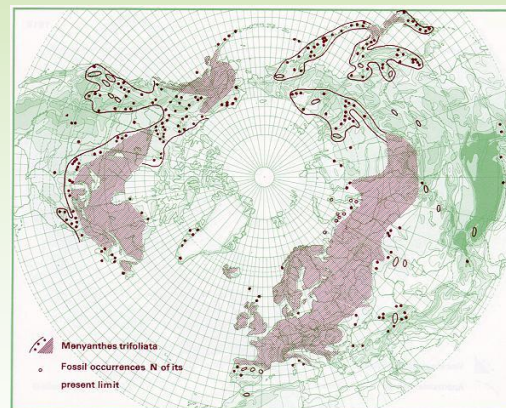 Menyanthes trifoliata
Fossil occurrences N of its
present limit